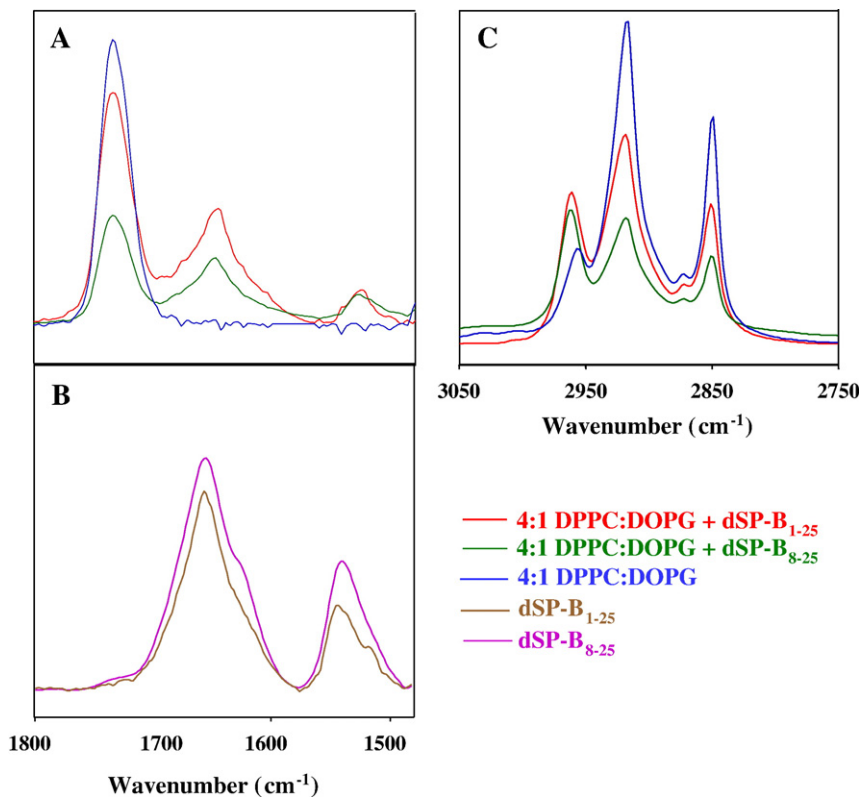 A
B
1800 1700 1600 1500
Wavenumber (cm⁻¹)
C
3050 2950 2850 2750
Wavenumber (cm⁻¹)
4:1 DPPC:DOPG + dSP-B₁₋₂₅
4:1 DPPC:DOPG + dSP-B₈₋₂₅
4:1 DPPC:DOPG
dSP-B₁₋₂₅
dSP-B₈₋₂₅